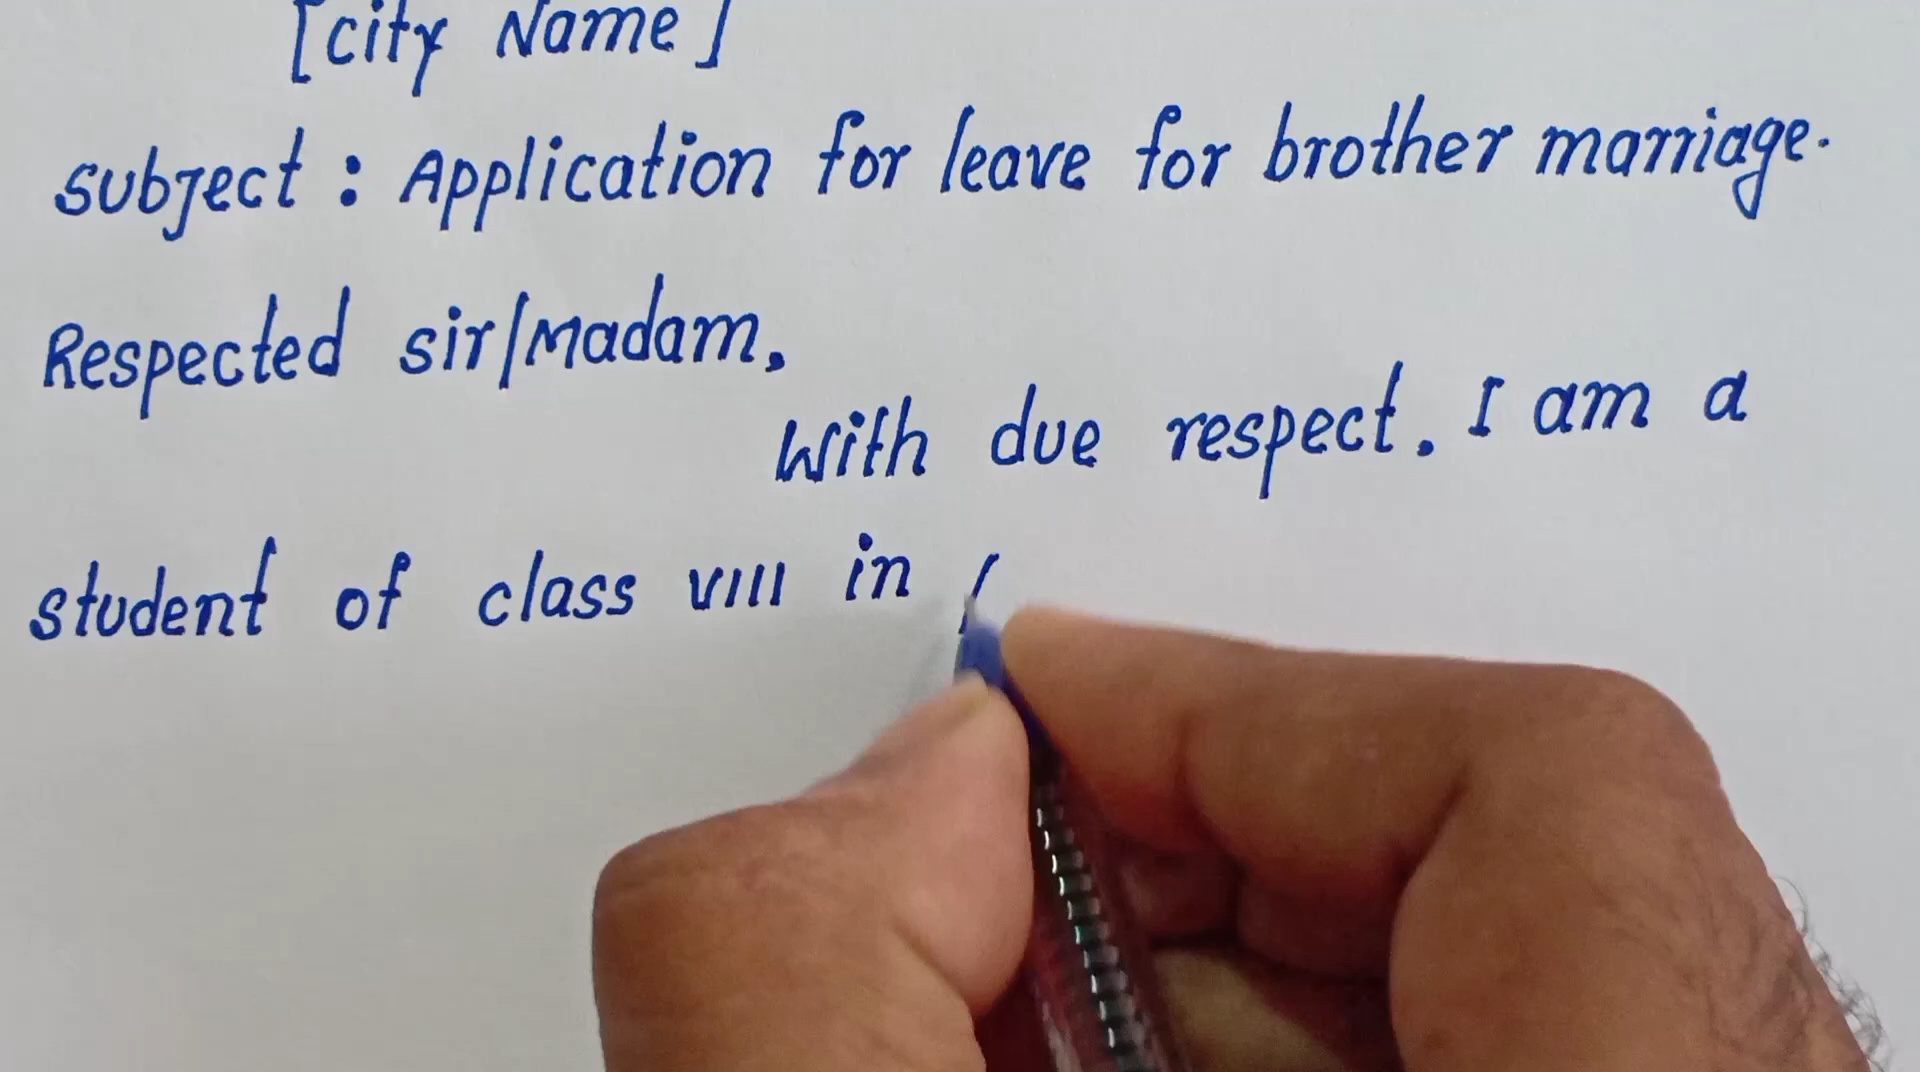 [City Name]
Subject : Application for leave for brother marriage.
Respected sir/Madam,
With due respect, I am a
student of class VIII in